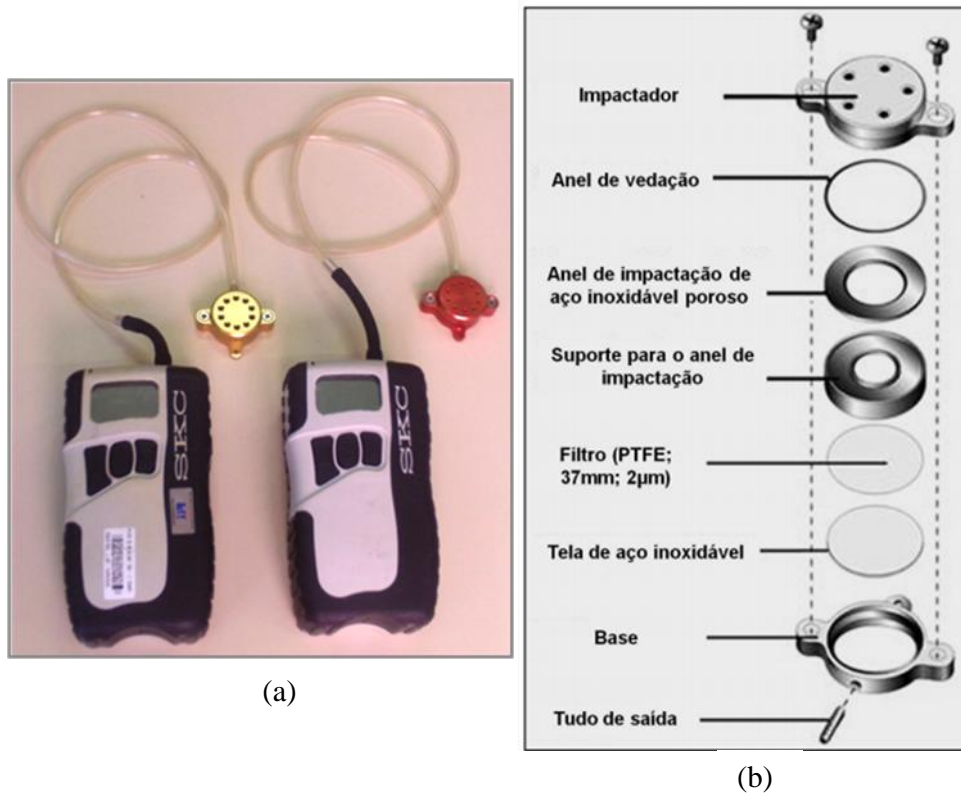 SKC
SKC
(a)
Impactador
Anel de vedação
Anel de impactação de
aço inoxidável poroso
Suporte para o anel de
impactação
Filtro (PTFE;
37mm; 2µm)
Tela de aço inoxidável
Base
Tudo de saída
(b)